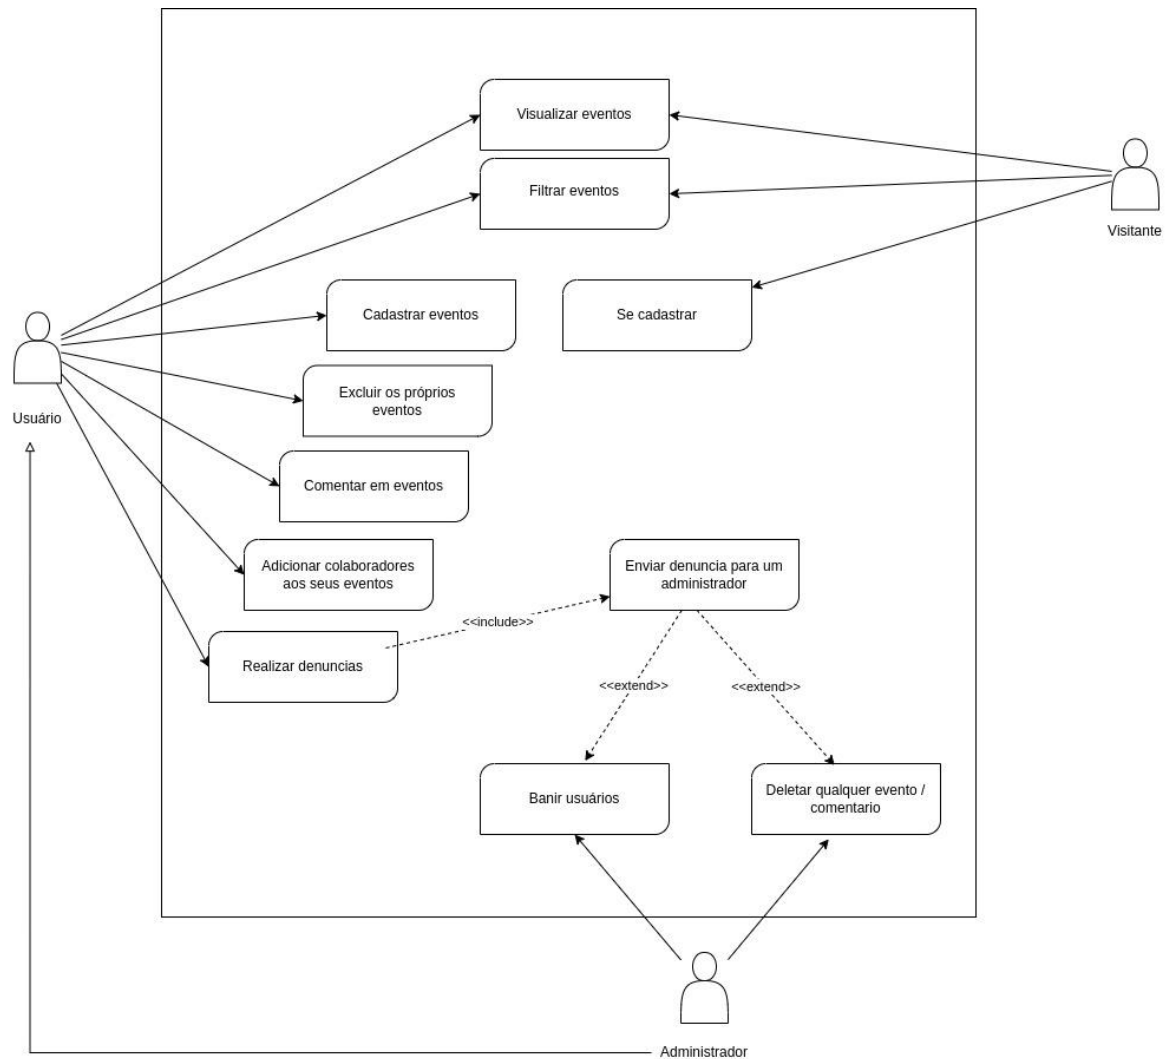 Visualizar eventos
Filtrar eventos
Visitante
Cadastrar eventos
Se cadastrar
Usuário
Excluir os próprios
eventos
Comentar em eventos
Adicionar colaboradores
aos seus eventos
Enviar denuncia para um
administrador
<<include>>
Realizar denuncias
<<extend>>
<<extend>>
Banir usuários
Deletar qualquer evento /
comentario
Administrador